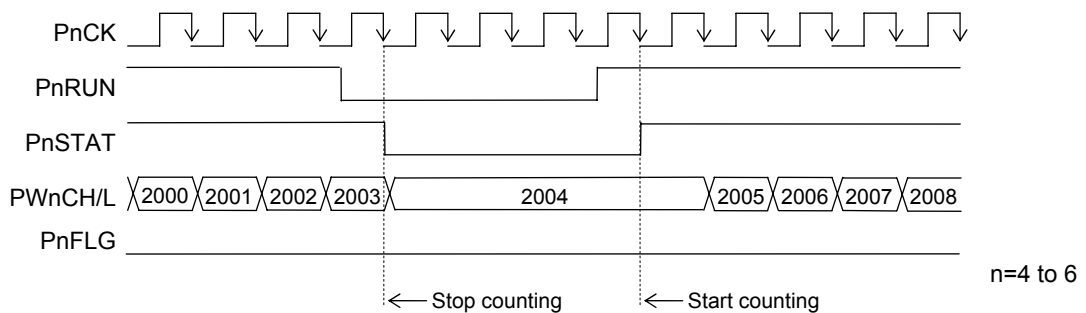 PnCK
PnRUN
PnSTAT
PWnCH/L 2000 2001 2002 2003 2004 2005 2006 2007 2008
PnFLG
n=4 to 6
Stop counting Start counting